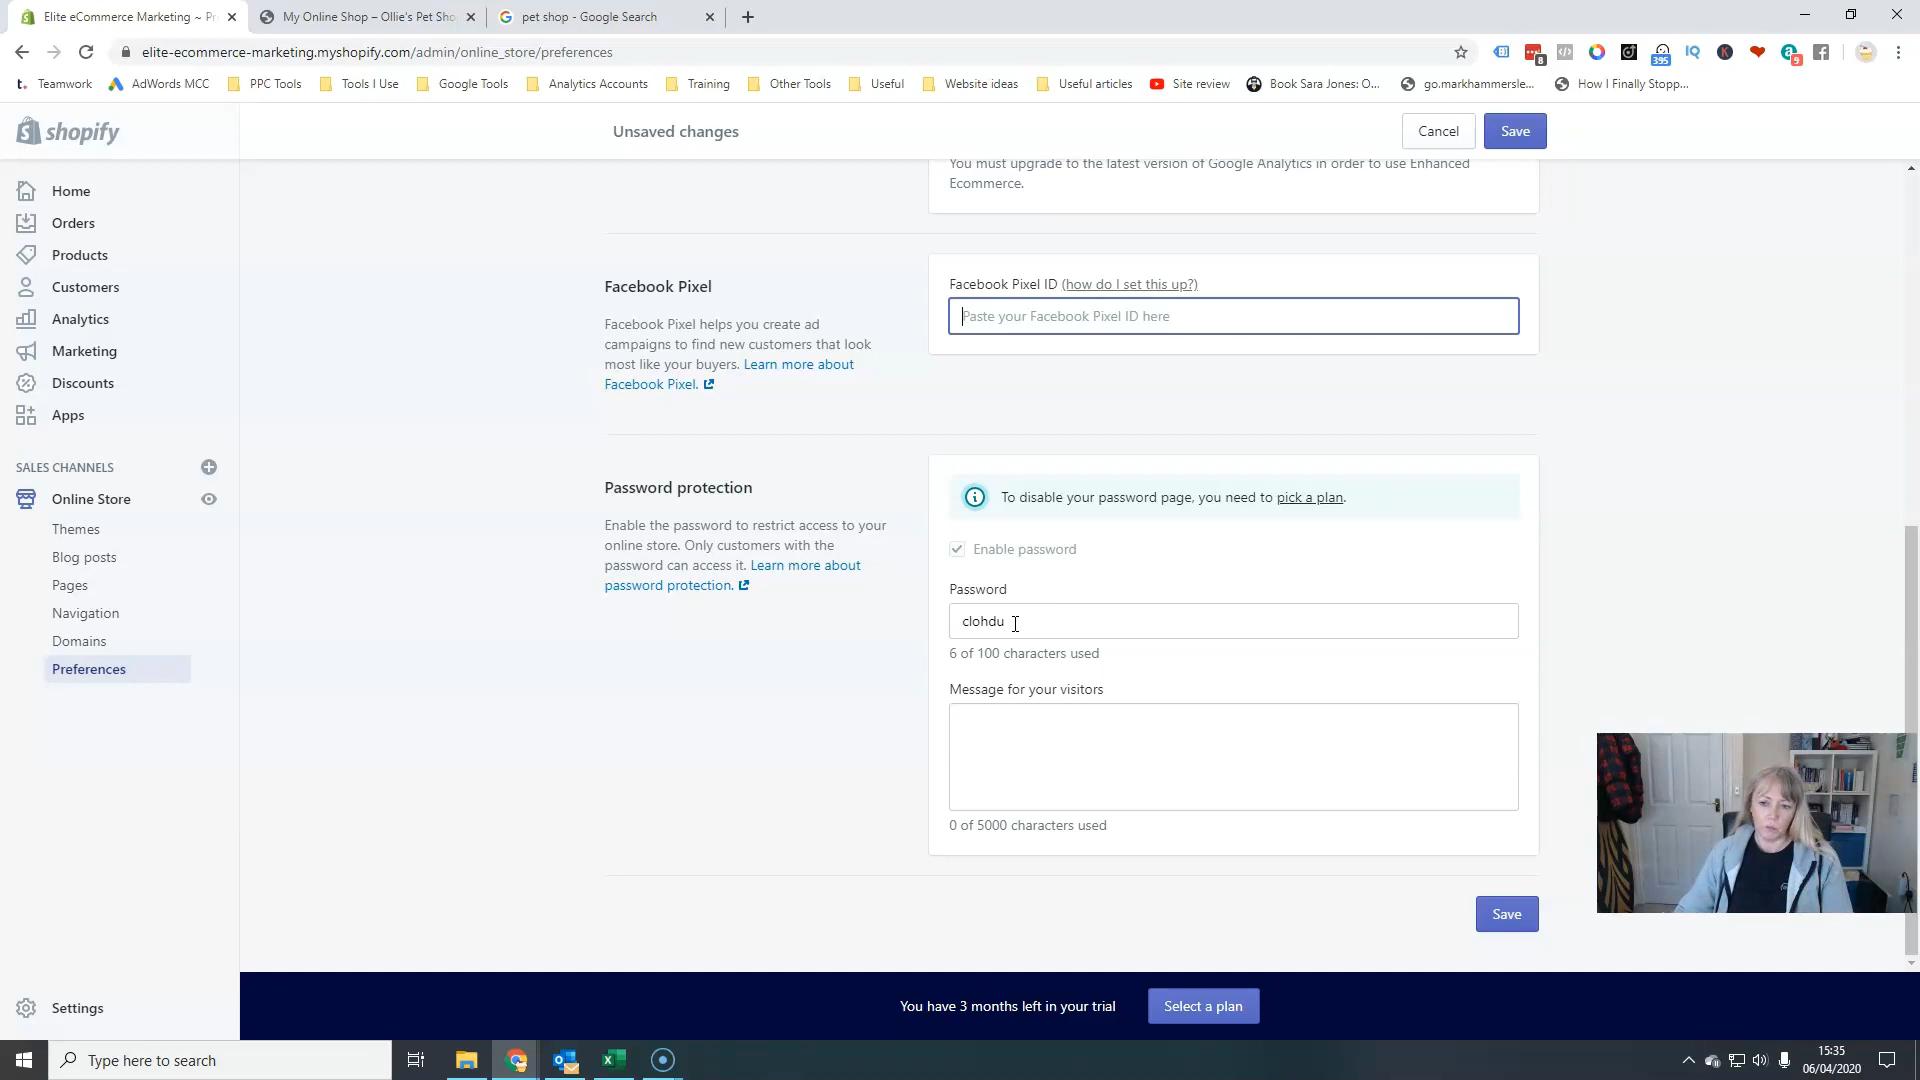 Elite eCommerce Marketing ~ Pr
My Online Shop – Ollie's Pet Sho
pet shop - Google Search
elite-ecommerce-marketing.myshopify.com/admin/online_store/preferences
8
395
IQ
K
a
9
t. Teamwork
AdWords MCC
PPC Tools
Tools I Use
Google Tools
Analytics Accounts
Training
Other Tools
Useful
Website ideas
Useful articles
Site review
Book Sara Jones: O...
go.markhammersle...
How I Finally Stopp...
shopify
Unsaved changes
Cancel
Save
Home
Orders
Products
Customers
Analytics
Marketing
Discounts
Apps
SALES CHANNELS
Online Store
Themes
Blog posts
Pages
Navigation
Domains
Preferences
Settings
You must upgrade to the latest version of Google Analytics in order to use Enhanced
Ecommerce.
Facebook Pixel
Facebook Pixel helps you create ad
campaigns to find new customers that look
most like your buyers. Learn more about
Facebook Pixel.
Facebook Pixel ID (how do I set this up?)
Paste your Facebook Pixel ID here
Password protection
Enable the password to restrict access to your
online store. Only customers with the
password can access it. Learn more about
password protection.
To disable your password page, you need to pick a plan.
Enable password
Password
clohdu
6 of 100 characters used
Message for your visitors
0 of 5000 characters used
Save
You have 3 months left in your trial
Select a plan
Type here to search
15:35
06/04/2020